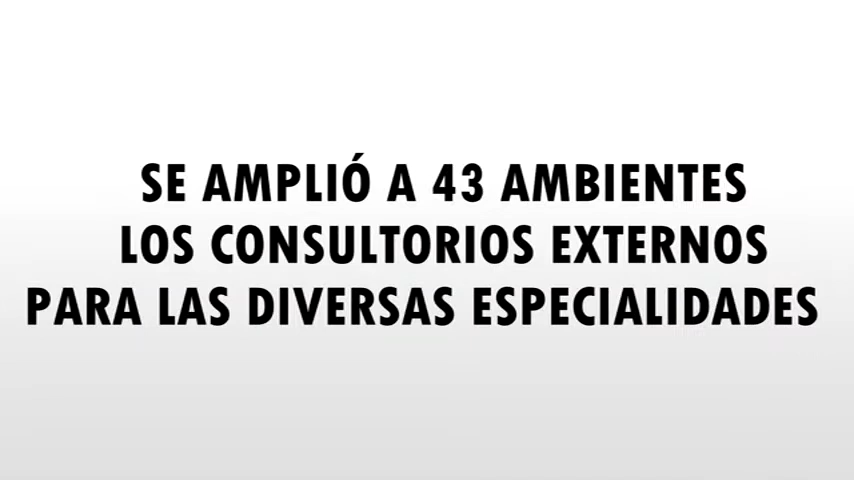 SE AMPLIÓ A 43 AMBIENTES
LOS CONSULTORIOS EXTERNOS
PARA LAS DIVERSAS ESPECIALIDADES